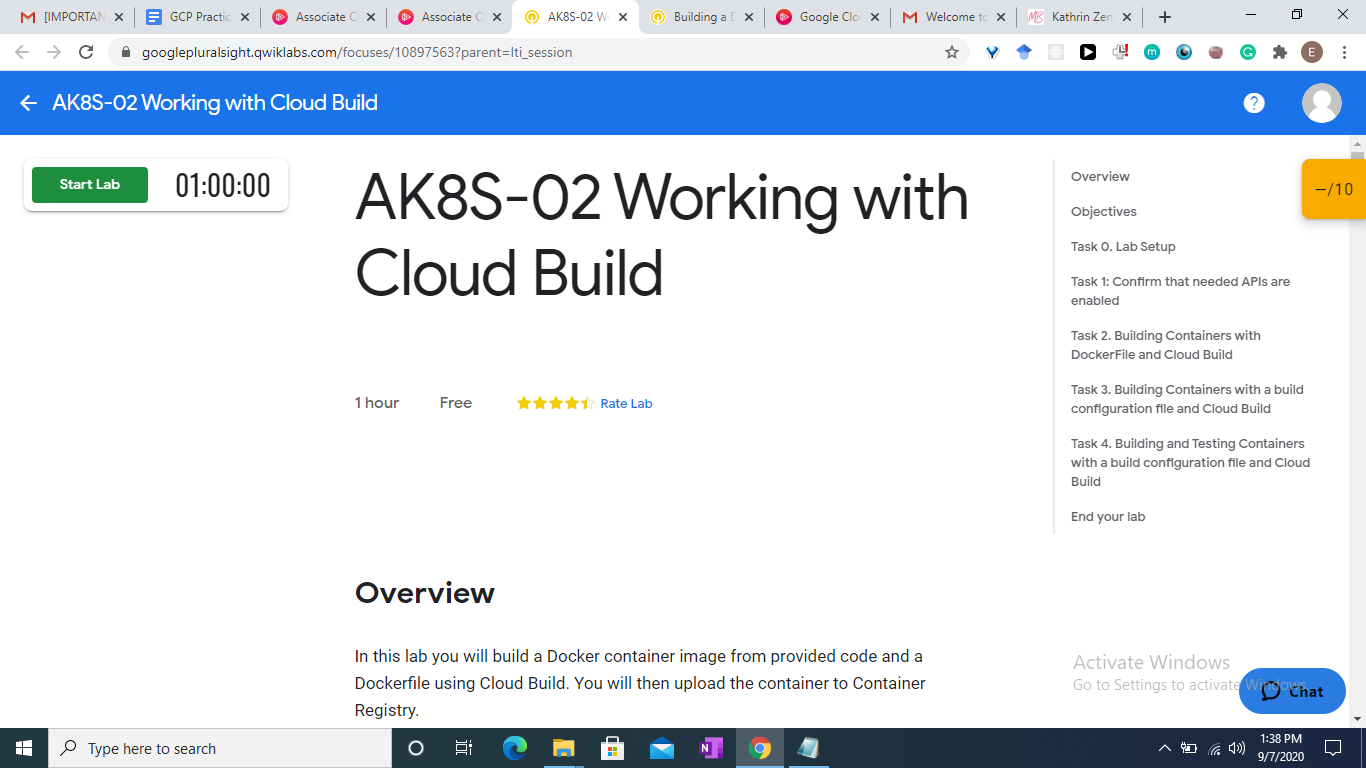 [IMPORTAN
GCP Practic
Associate C
Associate C
AK8S-02 W
Building a D
Google Clo
Welcome to
Kathrin Zen
googlepluralsight.qwiklabs.com/focuses/10897563?parent=lti_session
AK8S-02 Working with Cloud Build
Start Lab
01:00:00
AK8S-02 Working with
Cloud Build
1 hour
Free
Rate Lab
Overview
In this lab you will build a Docker container image from provided code and a
Dockerfile using Cloud Build. You will then upload the container to Container
Registry.
Overview
Objectives
Task 0. Lab Setup
Task 1: Confirm that needed APIs are
enabled
Task 2. Building Containers with
DockerFile and Cloud Build
Task 3. Building Containers with a build
configuration file and Cloud Build
Task 4. Building and Testing Containers
with a build configuration file and Cloud
Build
End your lab
–/10
Activate Windows
Go to Settings to activate Windows.
Chat
Type here to search
1:38 PM
9/7/2020